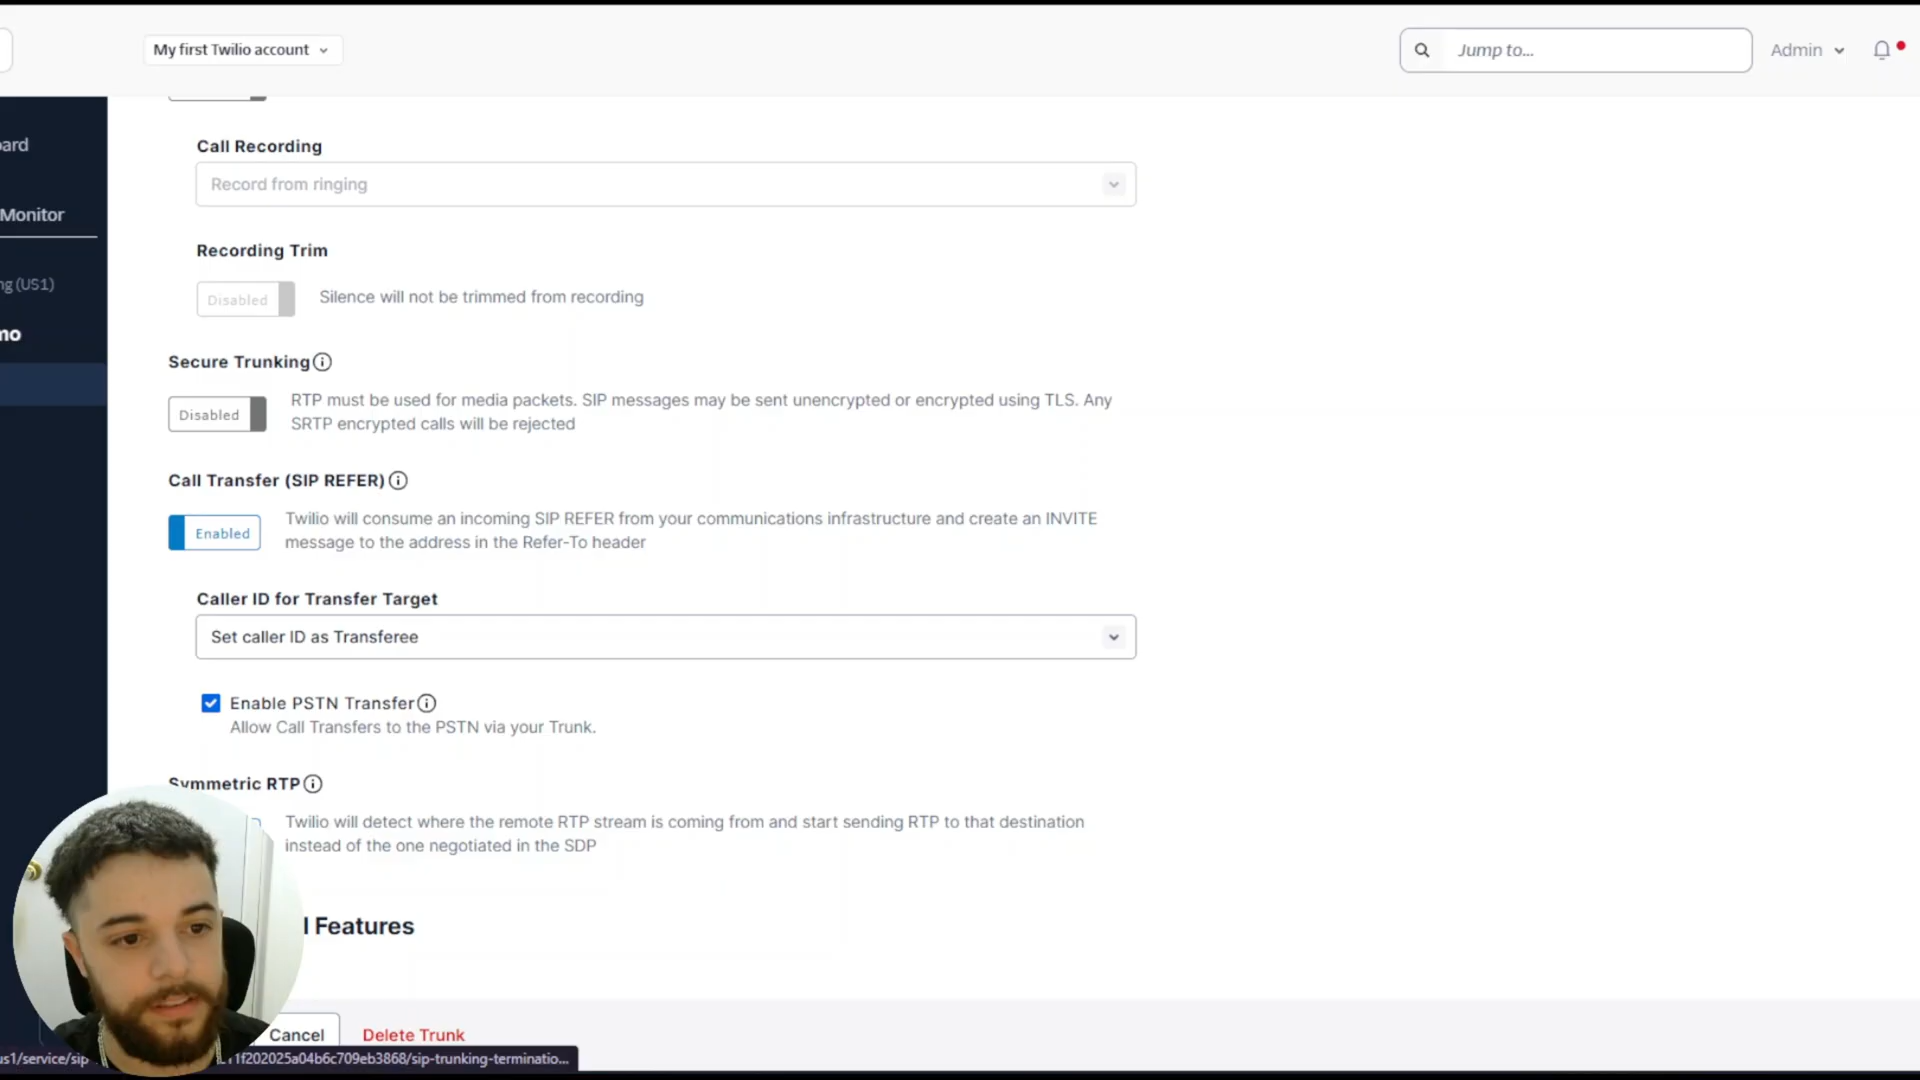 My first Twilio account
Jump to...
Admin
ard
Monitor
ng (US1)
mo
Call Recording
Record from ringing
Recording Trim
Disabled
Silence will not be trimmed from recording
Secure Trunking
Disabled
RTP must be used for media packets. SIP messages may be sent unencrypted or encrypted using TLS. Any
SRTP encrypted calls will be rejected
Call Transfer (SIP REFER)
Enabled
Twilio will consume an incoming SIP REFER from your communications infrastructure and create an INVITE
message to the address in the Refer-To header
Caller ID for Transfer Target
Set caller ID as Transferee
Enable PSTN Transfer
Allow Call Transfers to the PSTN via your Trunk.
Symmetric RTP
Twilio will detect where the remote RTP stream is coming from and start sending RTP to that destination
instead of the one negotiated in the SDP
l Features
Cancel
Delete Trunk
us1/service/sip
11f202025a04b6c709eb3868/sip-trunking-terminatio...